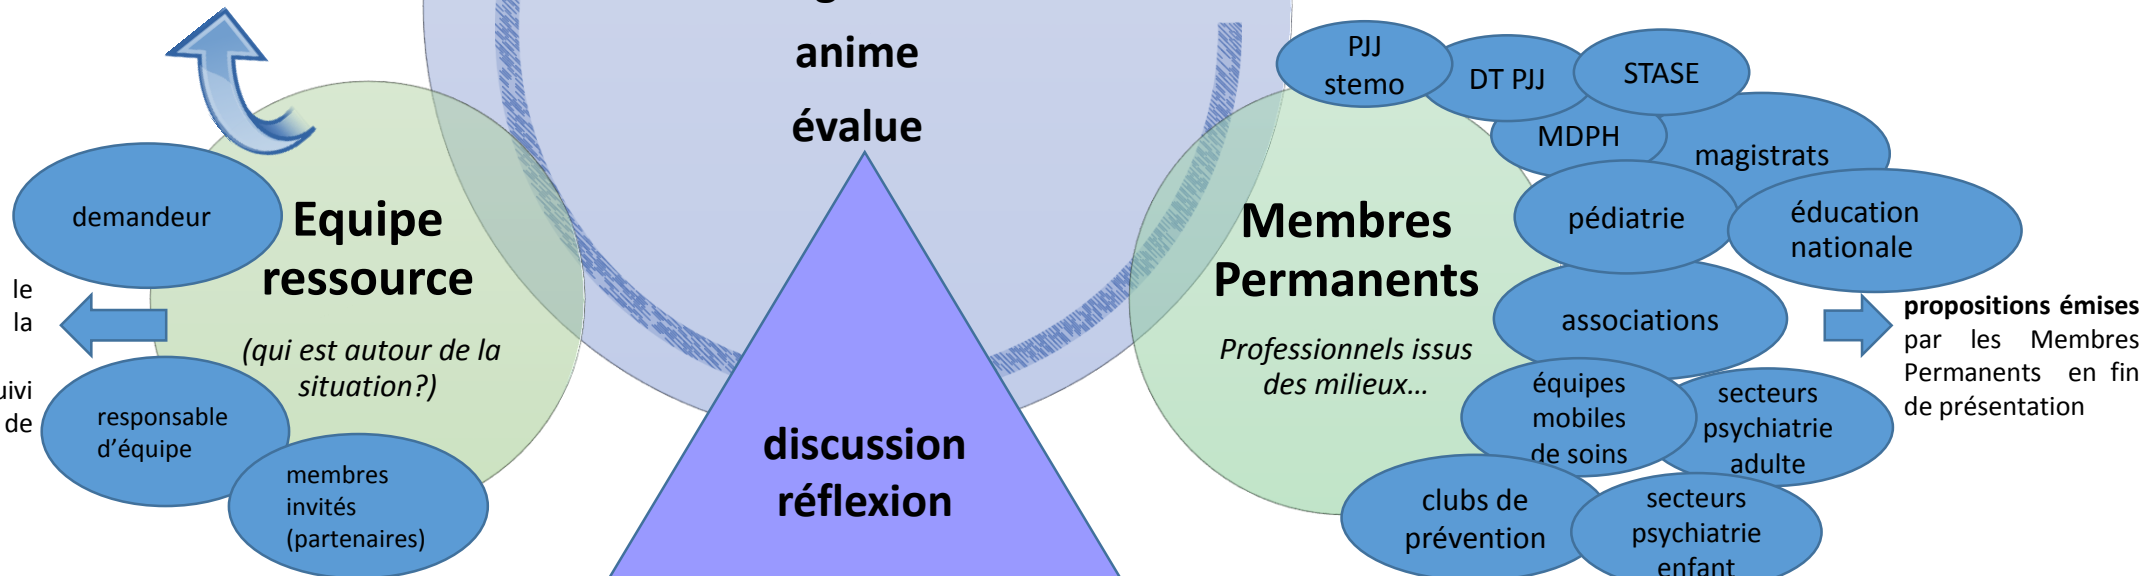 anime
évalue
demandeur
Equipe
ressource
(qui est autour de la
situation?)
le
la
de
responsable
d'équipe
membres
invités
(partenaires)
discussion
réflexion
Membres
Permanents
Professionnels issus
des milieux...
PJJ
stemo
DT PJJ
STASE
MDPH
magistrats
pédiatrie
éducation
nationale
associations
équipes
mobiles
de soins
secteurs
psychiatrie
adulte
clubs de
prévention
secteurs
psychiatrie
enfant
propositions émises
par les Membres
Permanents en fin
de présentation